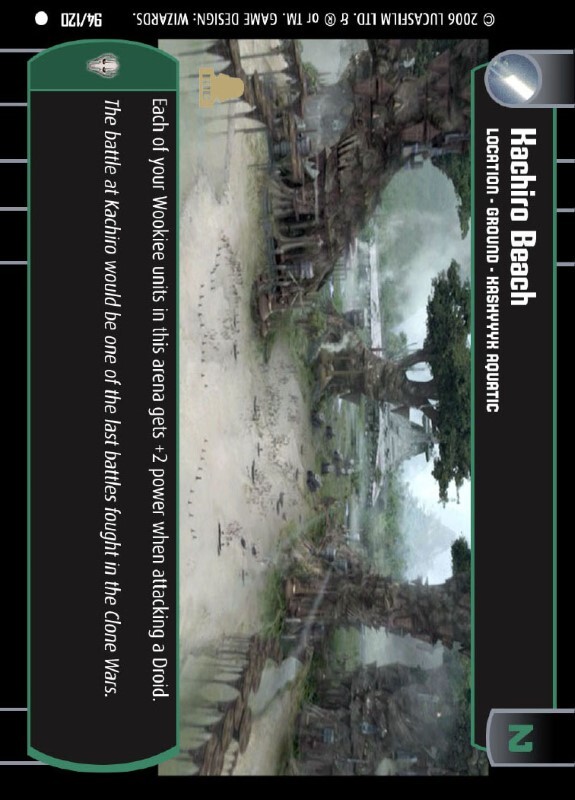 Kachiro Beach
LOCATION - GROUND - KASHYYYK AQUATIC
2
Each of your Wookiee units in this arena gets +2 power when attacking a Droid.
The battle at Kachiro would be one of the last battles fought in the Clone Wars.
© 2006 LUCASFILM LTD. & ® or TM. GAME DESIGN: WIZARDS.
94/120